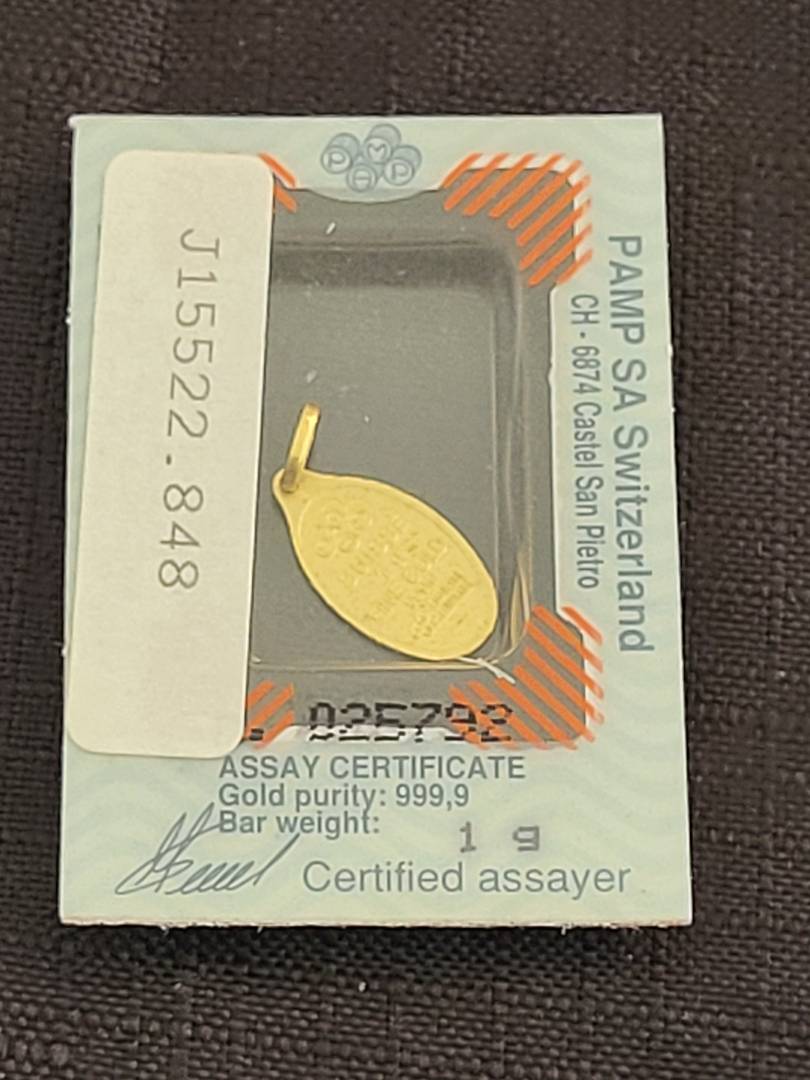 PAMP
J15522.848
PAMP SA Switzerland
CH - 6874 Castel San Pietro
025792
ASSAY CERTIFICATE
Gold purity: 999,9
Bar weight: 1 g
Certified assayer